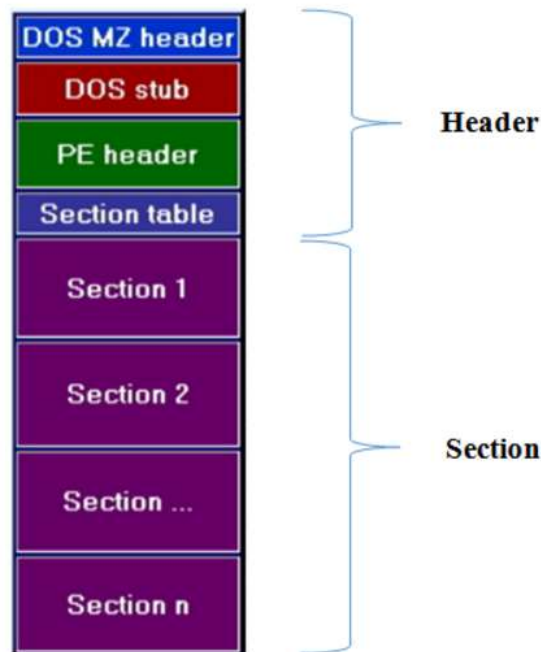 DOS MZ header
DOS stub
PE header
Section table
Section 1
Section 2
Section ...
Section n
Header
Section